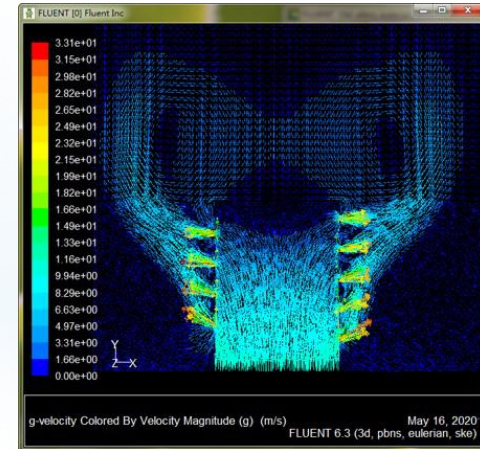 FLUENT [0] Fluent Inc
3.31e+01
3.15e+01
2.98e+01
2.82e+01
2.65e+01
2.49e+01
2.32e+01
2.15e+01
1.99e+01
1.82e+01
1.66e+01
1.49e+01
1.33e+01
1.16e+01
9.94e+00
8.29e+00
6.63e+00
4.97e+00
3.31e+00
1.66e+00
0.00e+00
Y
Z X
g-velocity Colored By Velocity Magnitude (g) (m/s)
May 16, 2020
FLUENT 6.3 (3d, pbns, eulerian, ske)